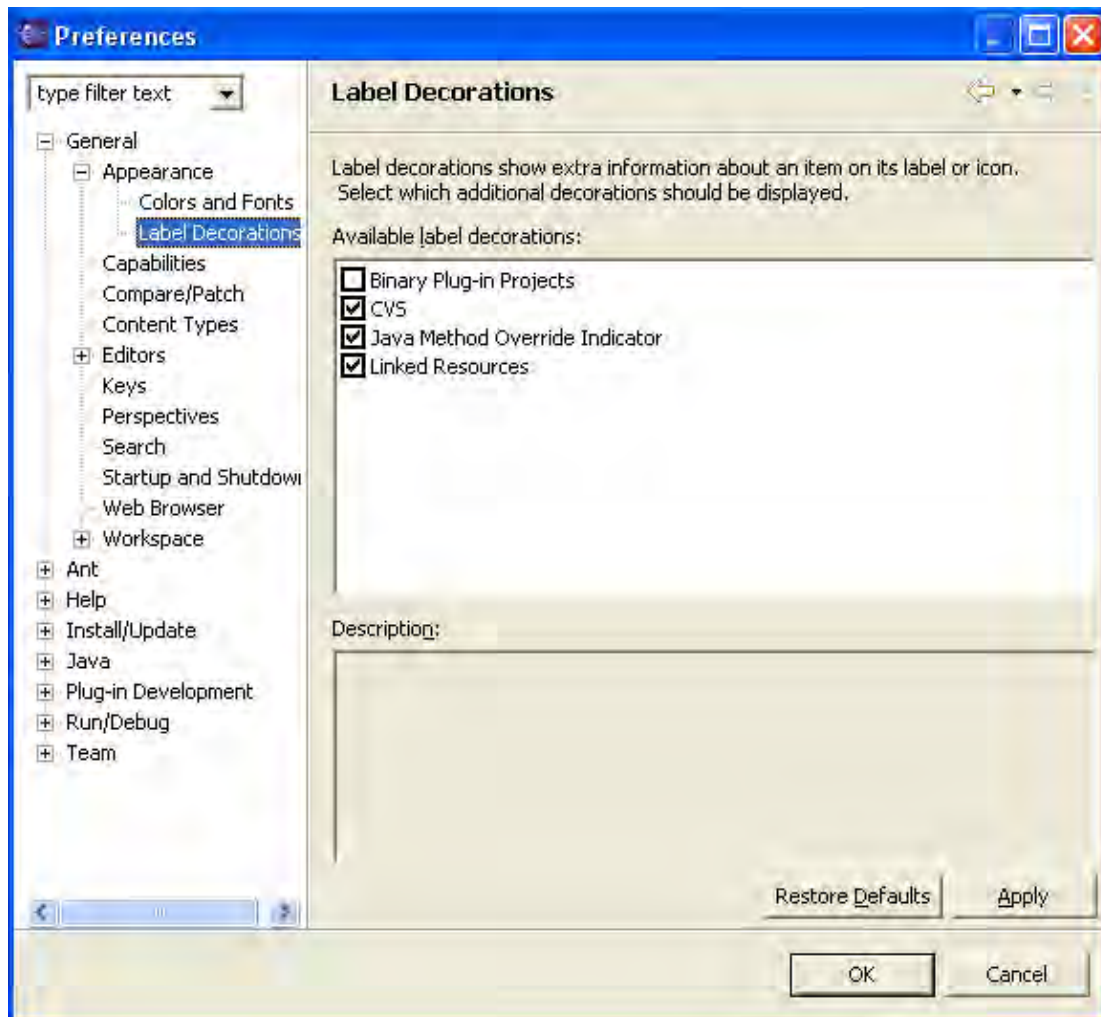 Preferences
type filter text
General
Appearance
Colors and Fonts
Label Decorations
Capabilities
Compare/Patch
Content Types
Editors
Keys
Perspectives
Search
Startup and Shutdow
Web Browser
Workspace
Ant
Help
Install/Update
Java
Plug-in Development
Run/Debug
Team
Label Decorations
Label decorations show extra information about an item on its label or icon.
Select which additional decorations should be displayed.
Available label decorations:
Binary Plug-in Projects
CVS
Java Method Override Indicator
Linked Resources
Description:
Restore Defaults
Apply
OK
Cancel